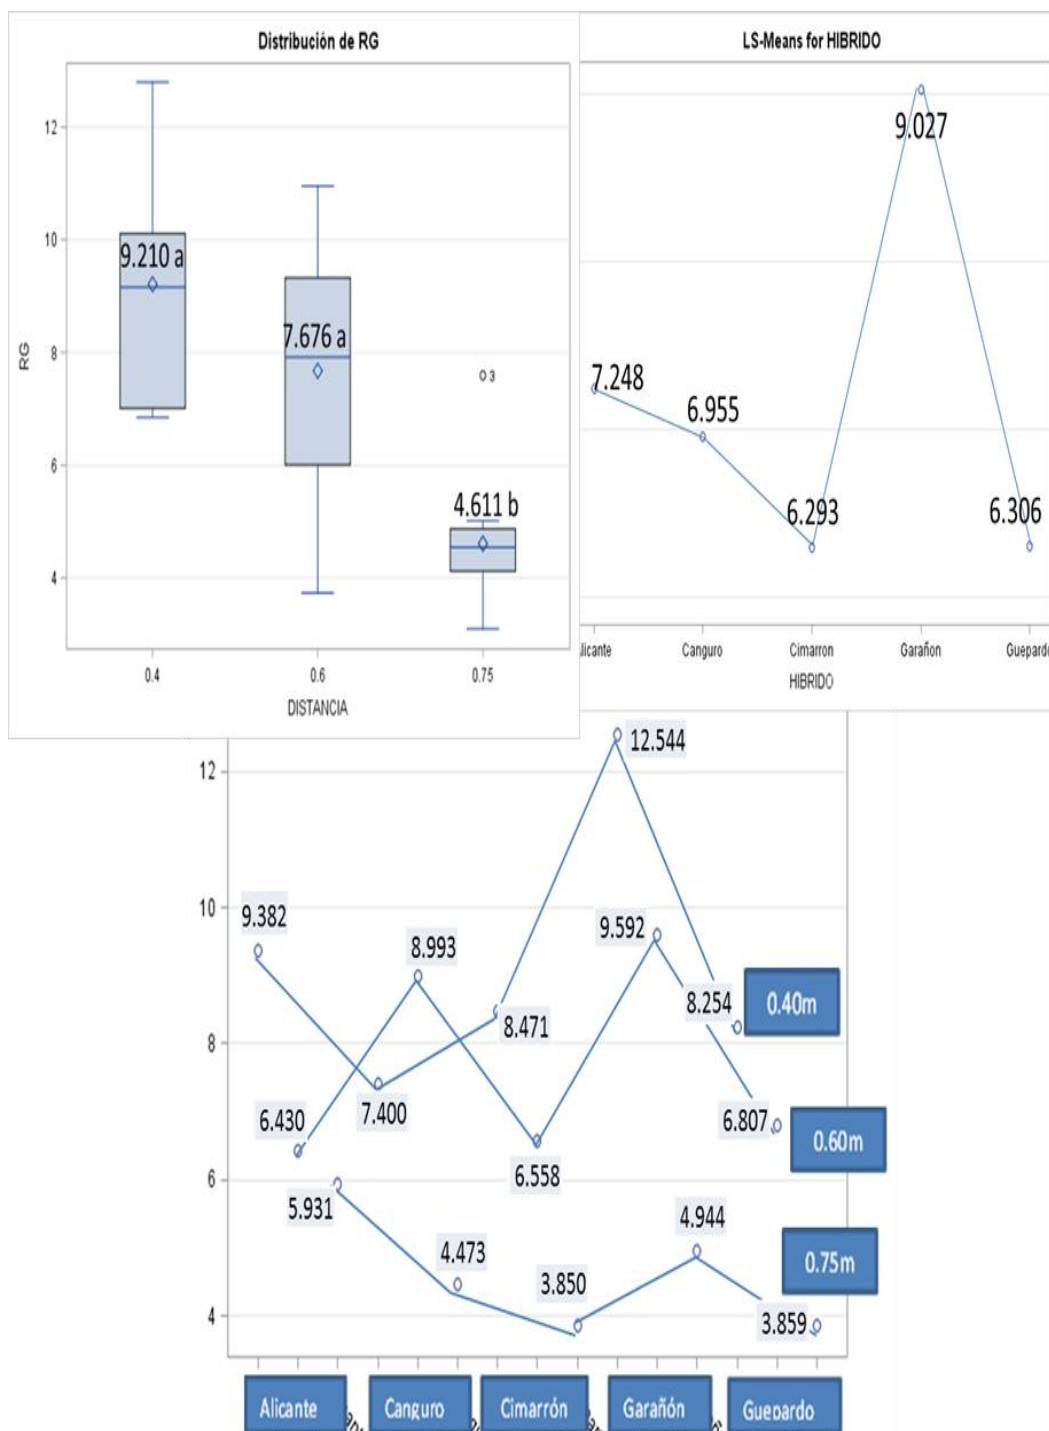 Distribución de RG
12
10
8
6
4
RG
9.210 a
7.676 a
3
4.611 b
0.4
0.6
0.75
DISTANCIA
LS-Means for HIBRIDO
9.027
7.248
6.955
6.293
6.306
licante
Canguro
Cimarron
Garañon
Guepardo
HIBRIDO
12
10
8
6
4
12.544
9.382
8.993
9.592
8.471
8.254
0.40m
6.430
7.400
6.558
6.807
0.60m
5.931
4.473
3.850
4.944
3.859
0.75m
Alicante
Canguro
Cimarrón
Garañón
Guepardo